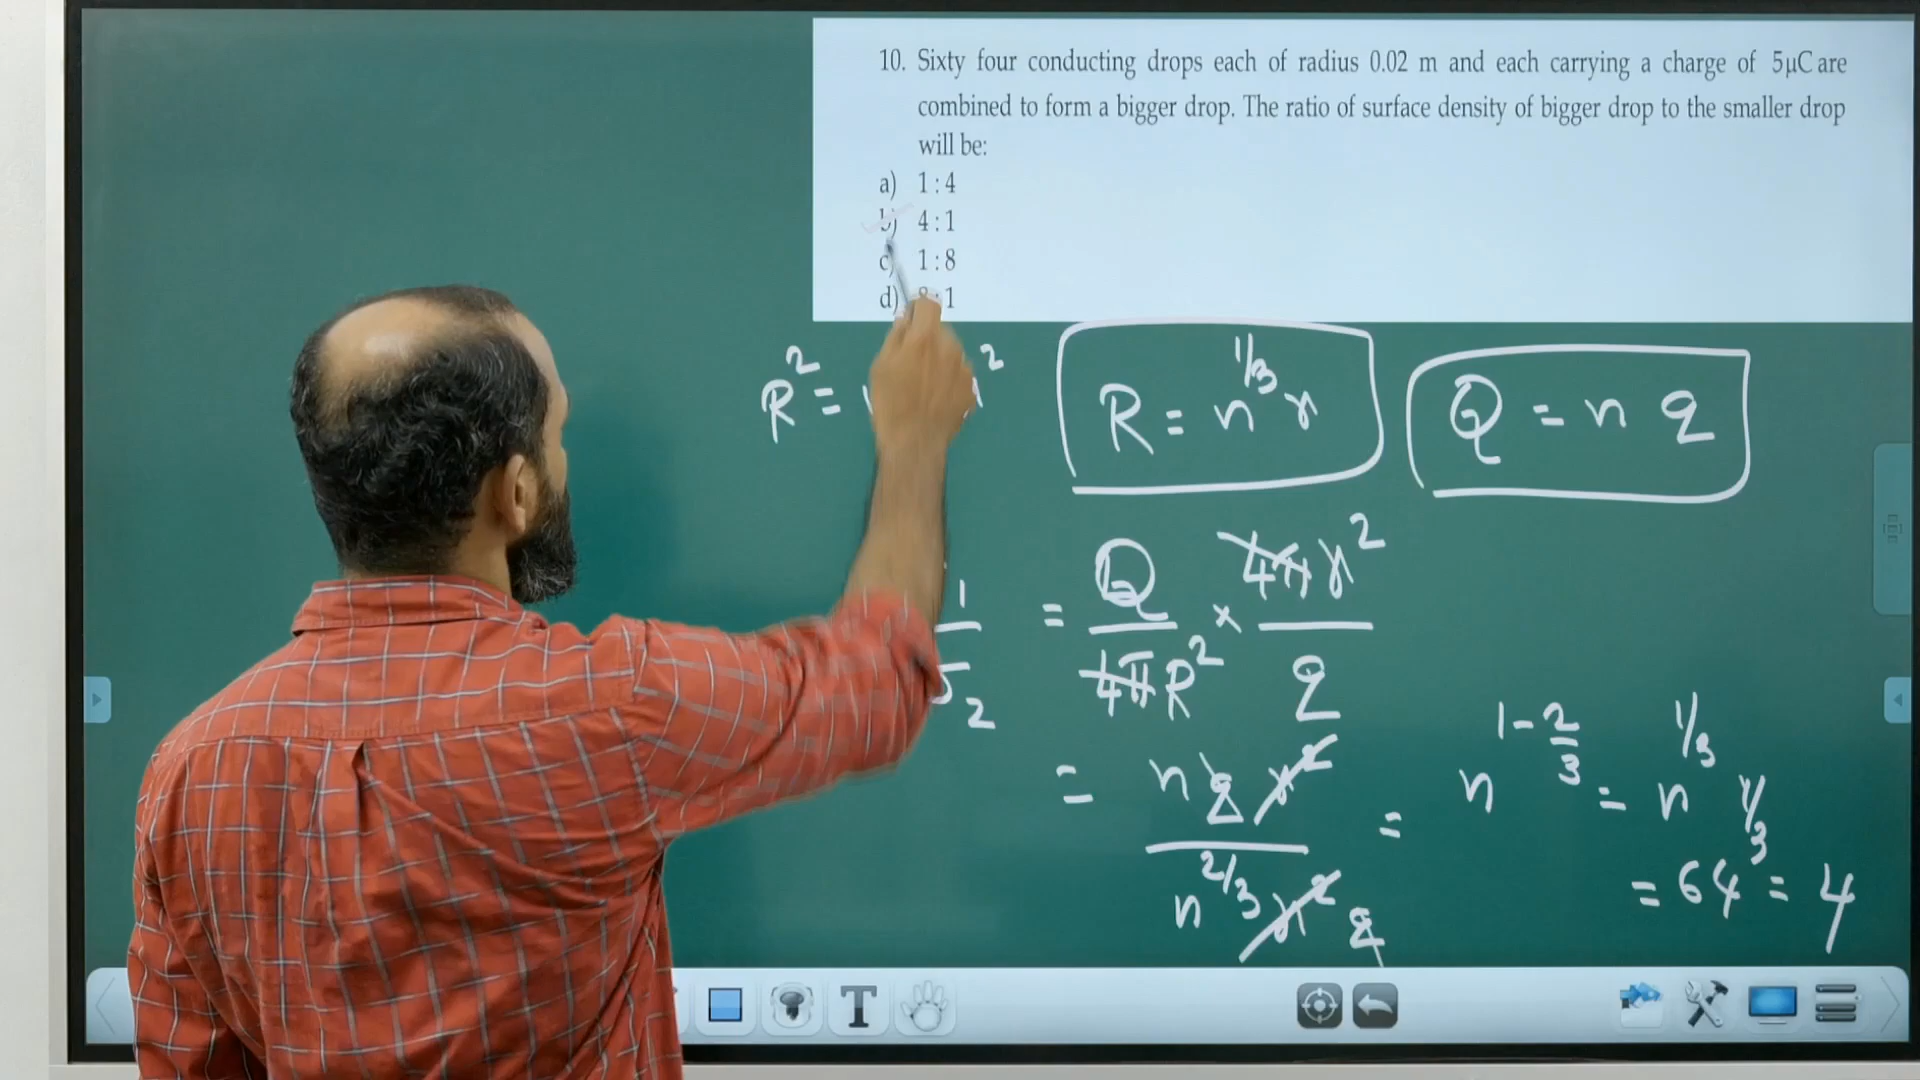 10. Sixty four conducting drops each of radius 0.02 m and each carrying a charge of 5μC are
combined to form a bigger drop. The ratio of surface density of bigger drop to the smaller drop
will be:
a) 1 : 4
b) 4 : 1
c) 1 : 8
d) 8 : 1
R² =
R = n^1/3 r
Q = n q
= Q/4πR² × 4πr²/q
= n q r² / n^2/3 r² q = n^1-2/3 = n^1/3
= 64^1/3 = 4
T